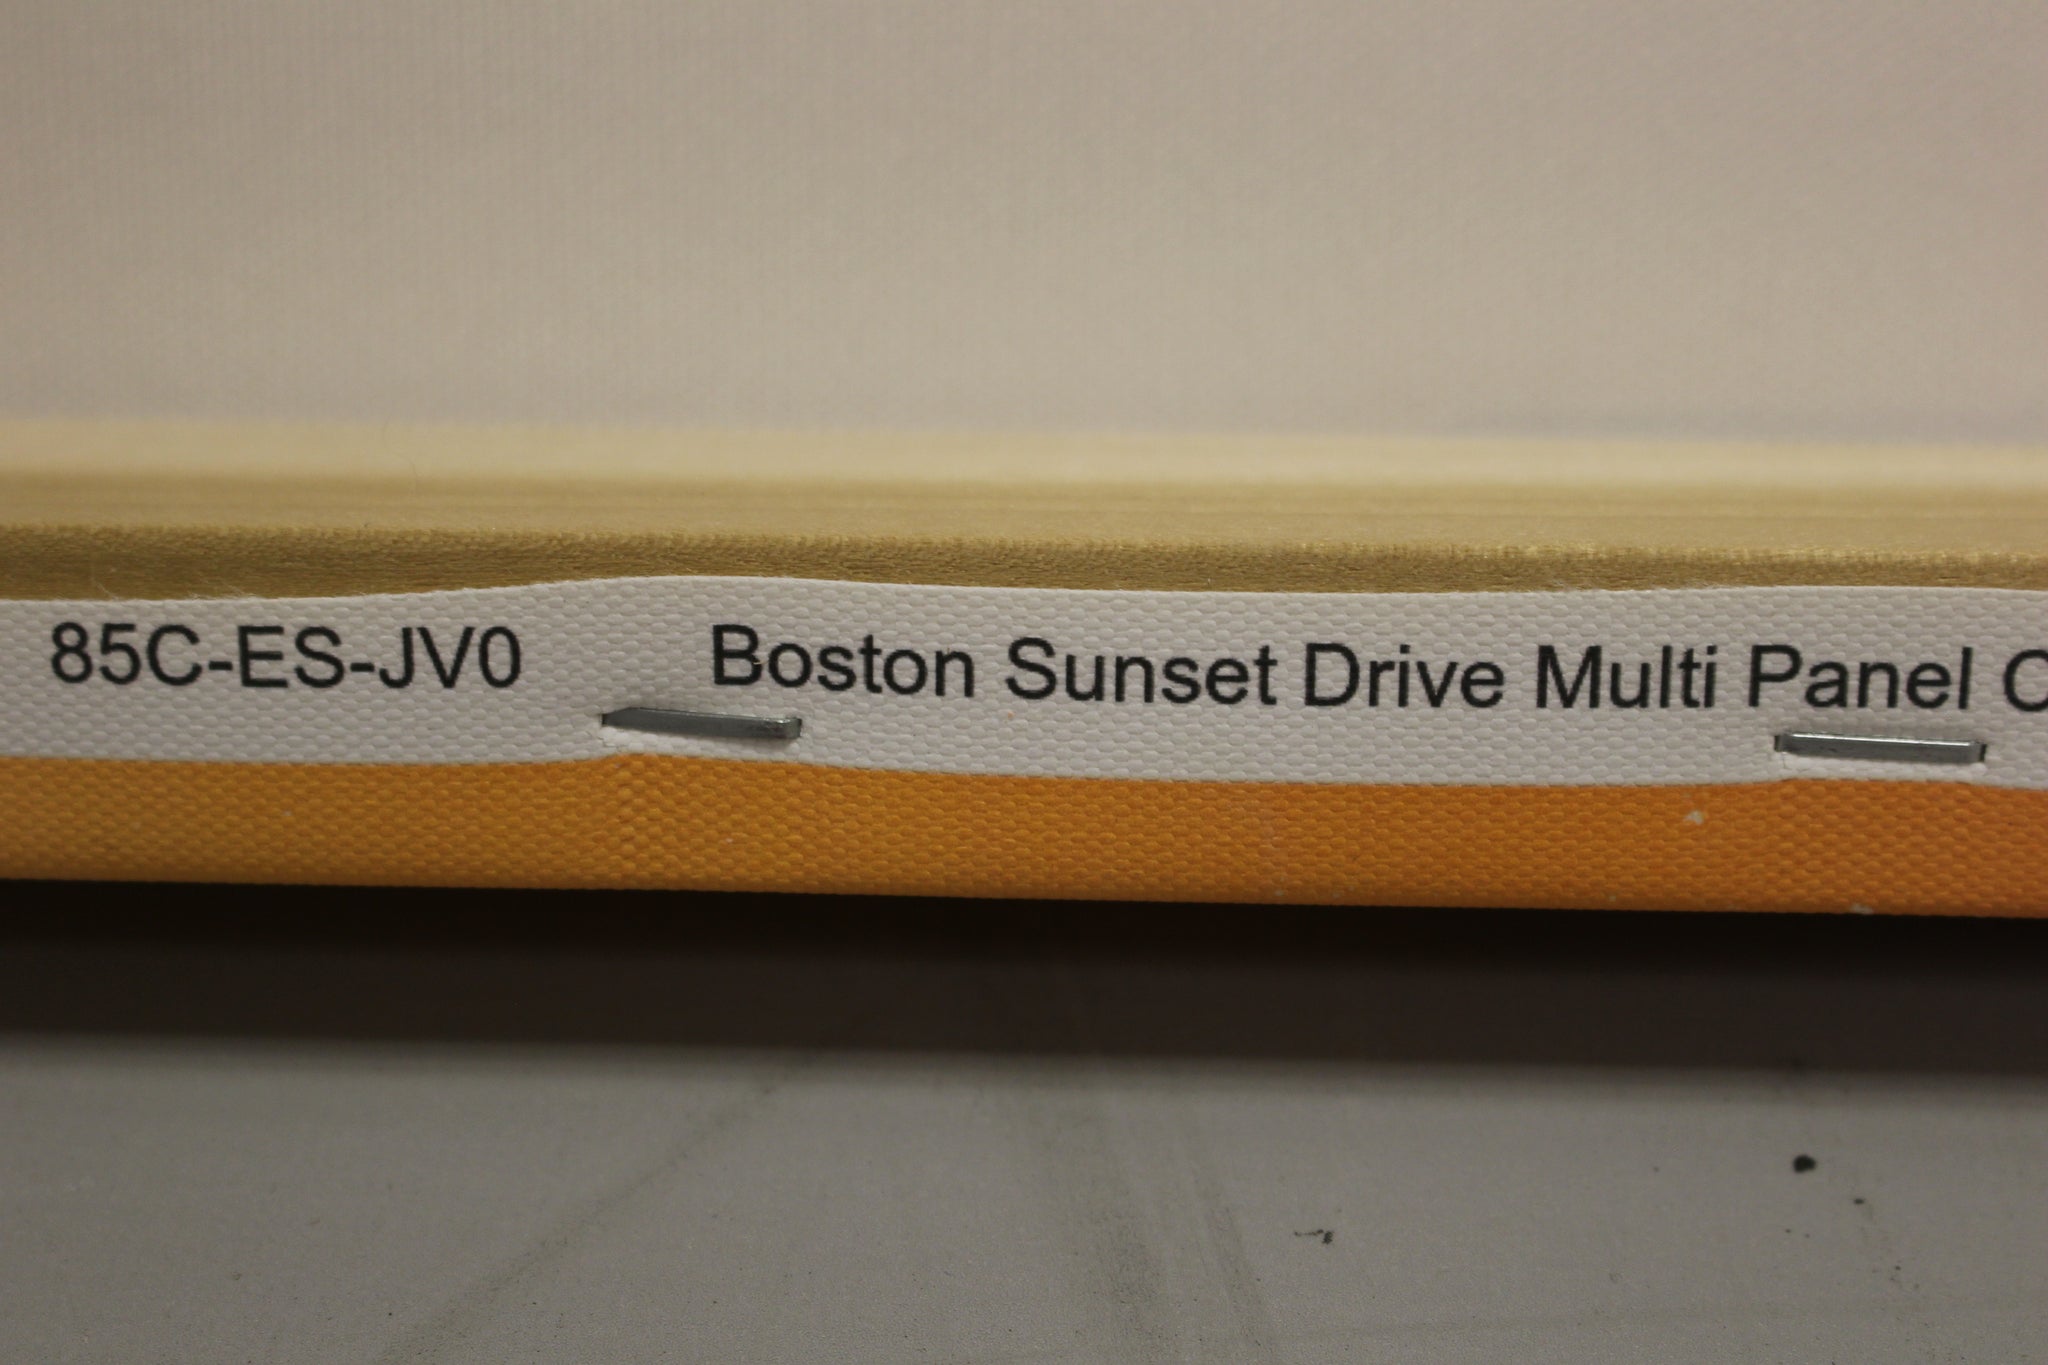 85C-ES-JV0 Boston Sunset Drive Multi Panel